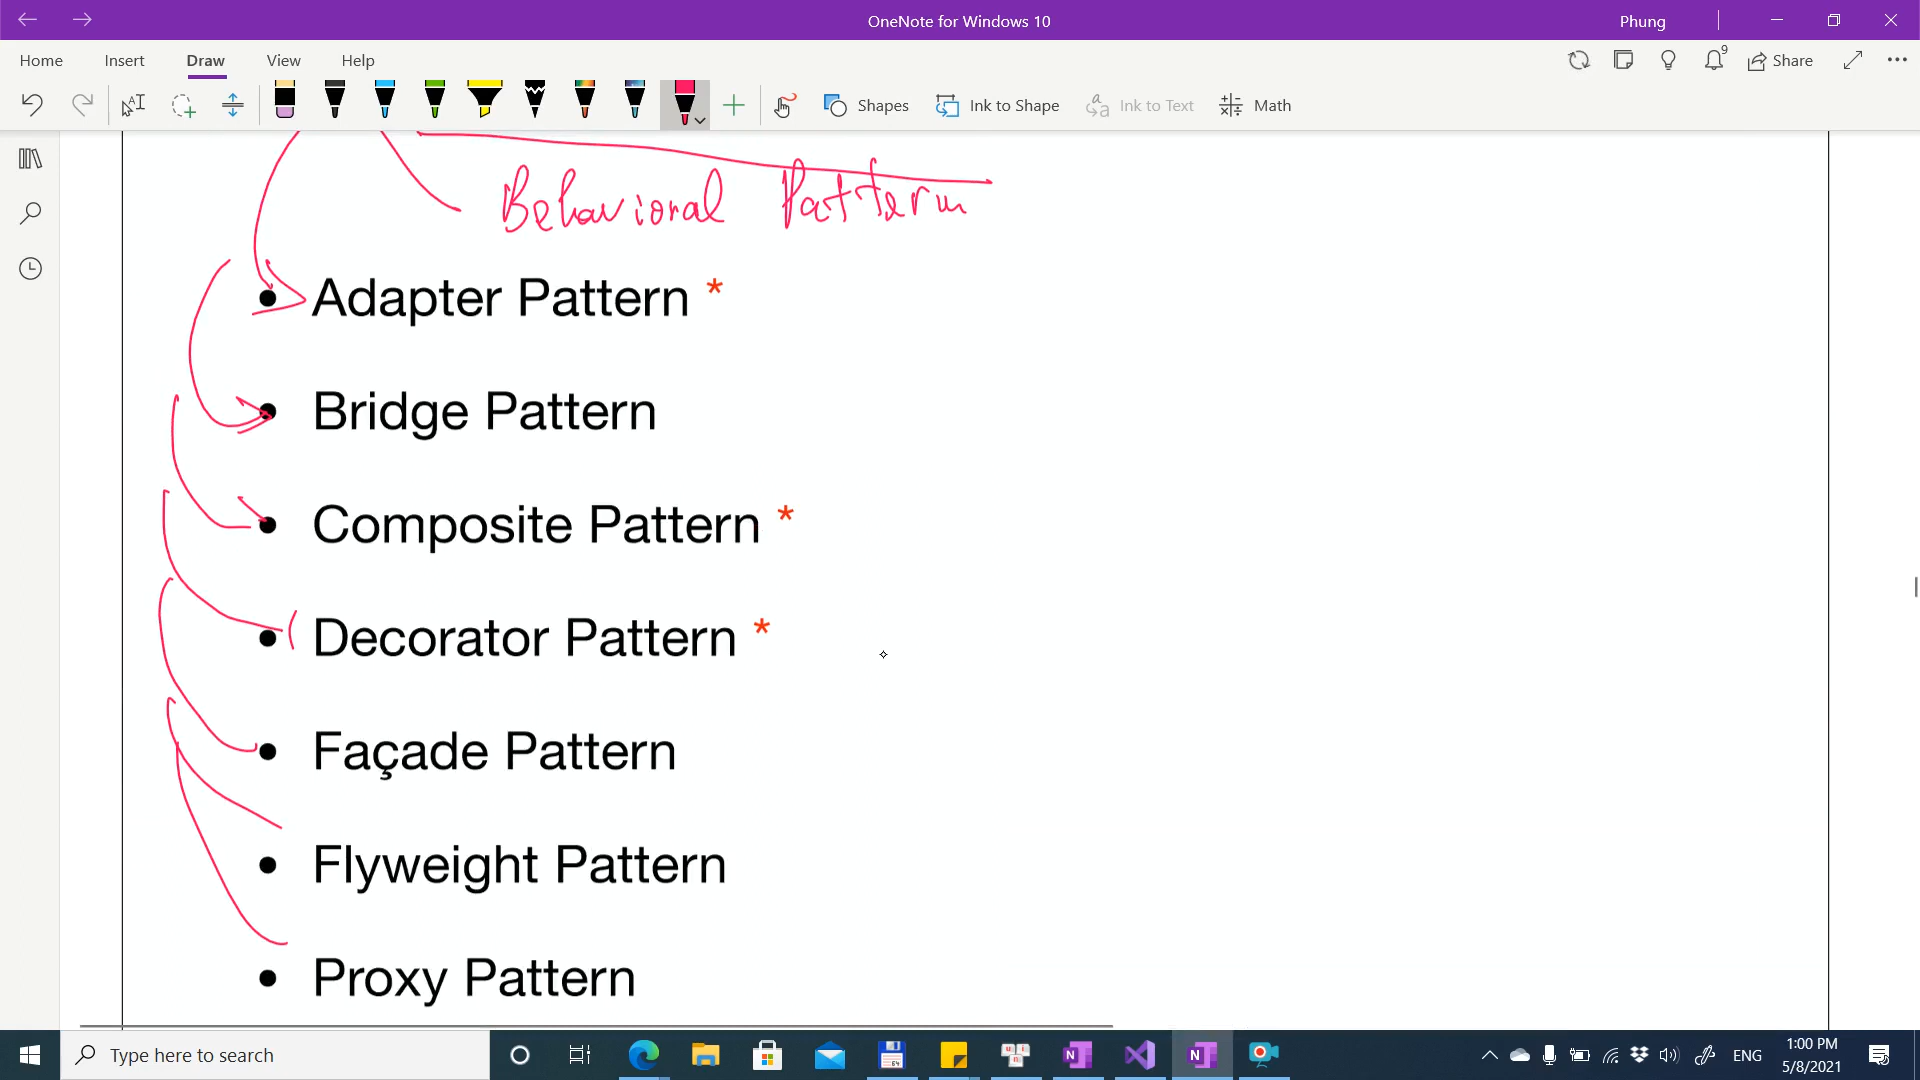 OneNote for Windows 10
Phung
Home Insert Draw View Help
9
Share
Shapes
Ink to Shape
Ink to Text
Math
Behavioral Pattern
• Adapter Pattern *
• Bridge Pattern
• Composite Pattern *
• Decorator Pattern *
• Façade Pattern
• Flyweight Pattern
• Proxy Pattern
Type here to search
64
ENG
1:00 PM
5/8/2021